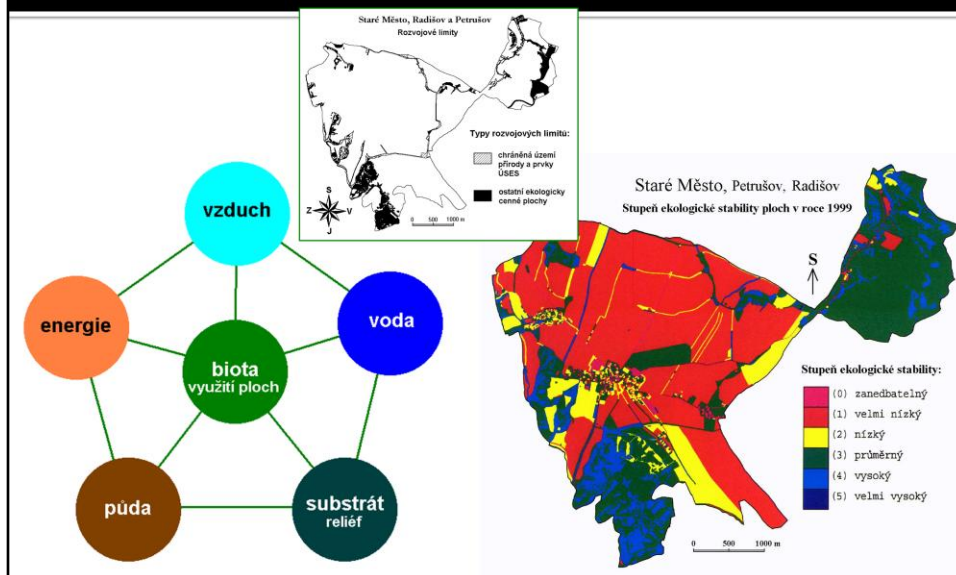 Staré Město, Radišov a Petrušov
Rozvojové limity
Typy rozvojových limitů:
chráněná území
přírody a prvky
ÚSES
ostatní ekologicky
cenné plochy
S
Z
V
J
0 500 1000 m
vzduch
energie
voda
biota
využití ploch
půda
substrát
reliéf
Staré Město, Petrušov, Radišov
Stupeň ekologické stability ploch v roce 1999
S
Stupeň ekologické stability:
(0) zanedbatelný
(1) velmi nízký
(2) nízký
(3) průměrný
(4) vysoký
(5) velmi vysoký
0 500 1000 m